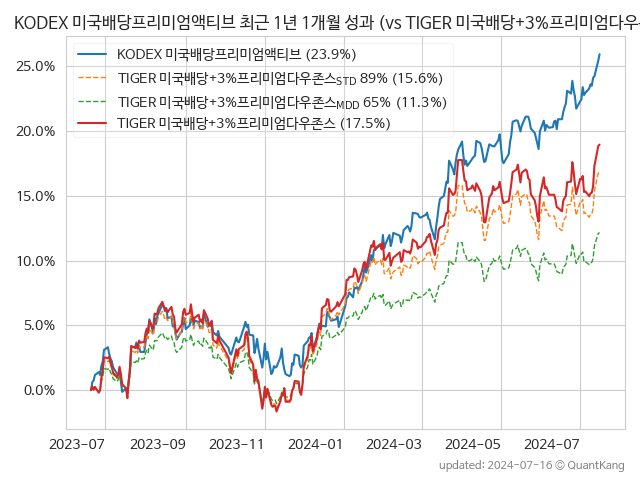 KODEX 미국배당프리미엄액티브 최근 1년 1개월 성과 (vs TIGER 미국배당+3%프리미엄다우
KODEX 미국배당프리미엄액티브 (23.9%)
TIGER 미국배당+3%프리미엄다우존스STD 89% (15.6%)
TIGER 미국배당+3%프리미엄다우존스MDD 65% (11.3%)
TIGER 미국배당+3%프리미엄다우존스 (17.5%)
25.0%
20.0%
15.0%
10.0%
5.0%
0.0%
2023-07 2023-09 2023-11 2024-01 2024-03 2024-05 2024-07
updated: 2024-07-16 © QuantKang